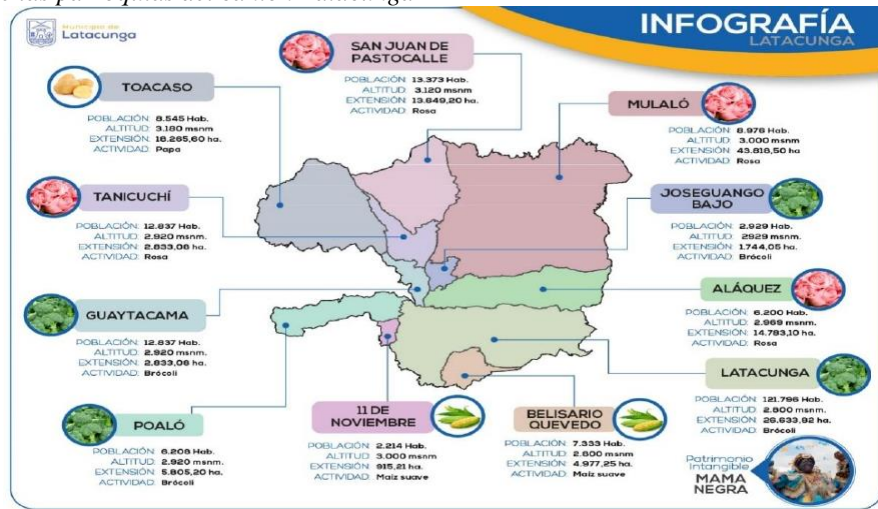 Municipio de
Latacunga
INFOGRAFÍA
LATACUNGA
SAN JUAN DE
PASTOCALLE
POBLACIÓN: 13.373 Hab.
ALTITUD: 3.120 msnm
EXTENSIÓN: 13.649,20 ha.
ACTIVIDAD: Rosa
TOACASO
POBLACIÓN: 8.545 Hab.
ALTITUD: 3.180 msnm
EXTENSIÓN: 18.265,60 ha.
ACTIVIDAD: Papa
MULALÓ
POBLACIÓN: 8.976 Hab.
ALTITUD: 3.000 msnm
EXTENSIÓN: 43.818,50 ha
ACTIVIDAD: Rosa
TANICUCHÍ
POBLACIÓN: 12.837 Hab.
ALTITUD: 2.920 msnm.
EXTENSIÓN: 2.833,08 ha.
ACTIVIDAD: Rosa
JOSEGUANGO
BAJO
POBLACIÓN: 2.929 Hab.
ALTITUD: 2929 msnm.
EXTENSIÓN: 1.744,05 ha.
ACTIVIDAD: Brócoli
GUAYTACAMA
POBLACIÓN: 12.837 Hab.
ALTITUD: 2.920 msnm.
EXTENSIÓN: 2.833,08 ha.
ACTIVIDAD: Brócoli
ALÁQUEZ
POBLACIÓN: 6.200 Hab.
ALTITUD: 2.969 msnm.
EXTENSIÓN: 14.783,10 ha.
ACTIVIDAD: Rosa
LATACUNGA
POBLACIÓN: 121.796 Hab.
ALTITUD: 2.800 msnm.
EXTENSIÓN: 26.633,82 ha.
ACTIVIDAD: Brócoli
POALÓ
POBLACIÓN: 6.208 Hab.
ALTITUD: 2.920 msnm.
EXTENSIÓN: 5.805,20 ha.
ACTIVIDAD: Brócoli
11 DE
NOVIEMBRE
POBLACIÓN: 2.214 Hab.
ALTITUD: 3.000 msnm
EXTENSIÓN: 915,21 ha.
ACTIVIDAD: Maíz suave
BELISARIO
QUEVEDO
POBLACIÓN: 7.333 Hab.
ALTITUD: 2.600 msnm.
EXTENSIÓN: 4.977,25 ha.
ACTIVIDAD: Maíz suave
Patrimonio
Intangible
MAMA
NEGRA